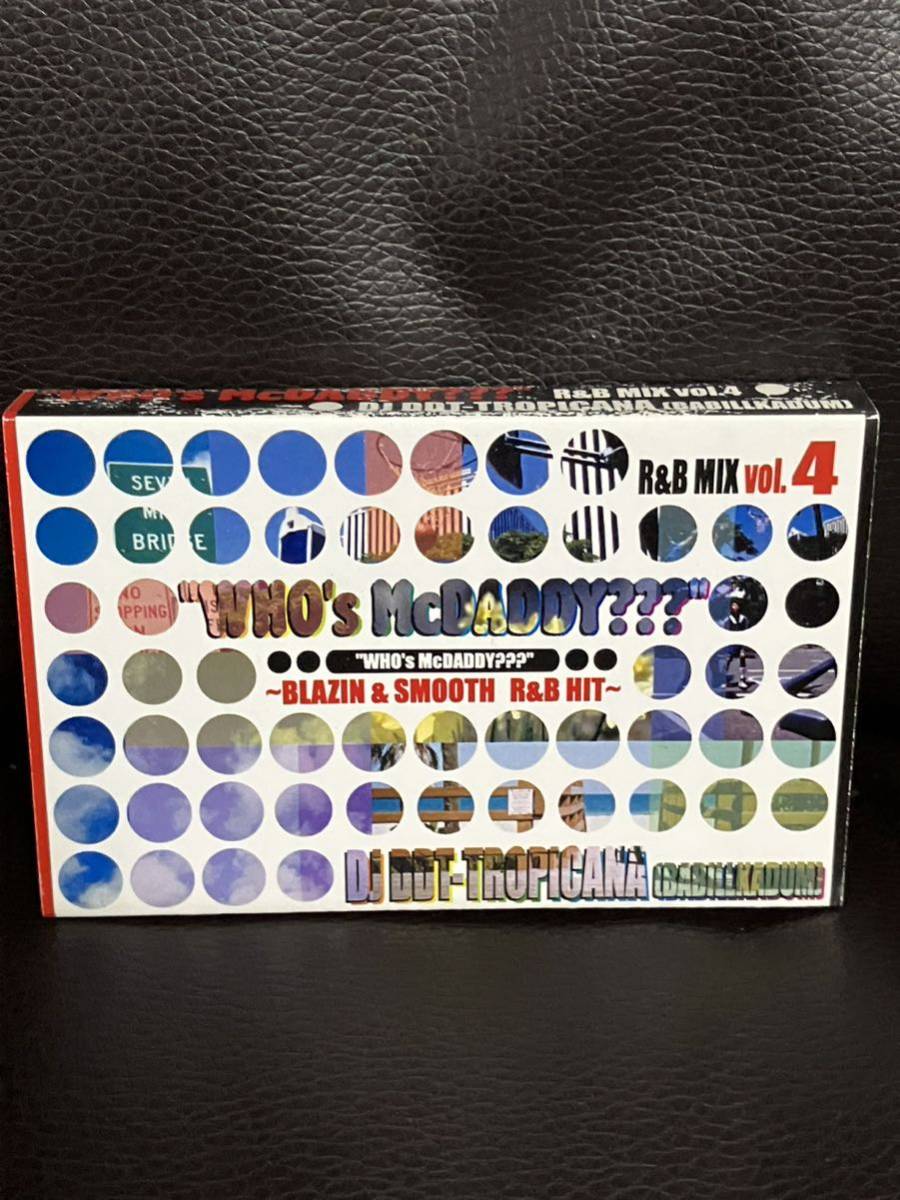 "WHO's McDADDY???" R&B MIX vol.4
DJ DDT-TROPICANA (BABILLKADUM)
R&B MIX vol. 4
SEV
BRIDGE
NO
"WHO's McDADDY???"
"WHO's McDADDY???"
~BLAZIN & SMOOTH R&B HIT~
DJ DDT-TROPICANA (BABILLKADUM)